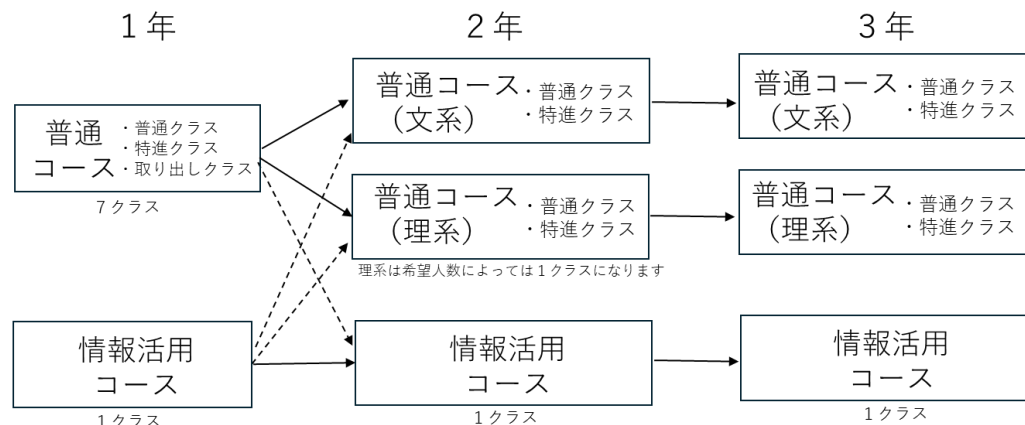 1年
2年
3年
普通
コース
・普通クラス
・特進クラス
・取り出しクラス
7クラス
普通コース
（文系）
・普通クラス
・特進クラス
普通コース
（文系）
・普通クラス
・特進クラス
普通コース
（理系）
・普通クラス
・特進クラス
理系は希望人数によっては1クラスになります
普通コース
（理系）
・普通クラス
・特進クラス
情報活用
コース
1クラス
情報活用
コース
1クラス
情報活用
コース
1クラス